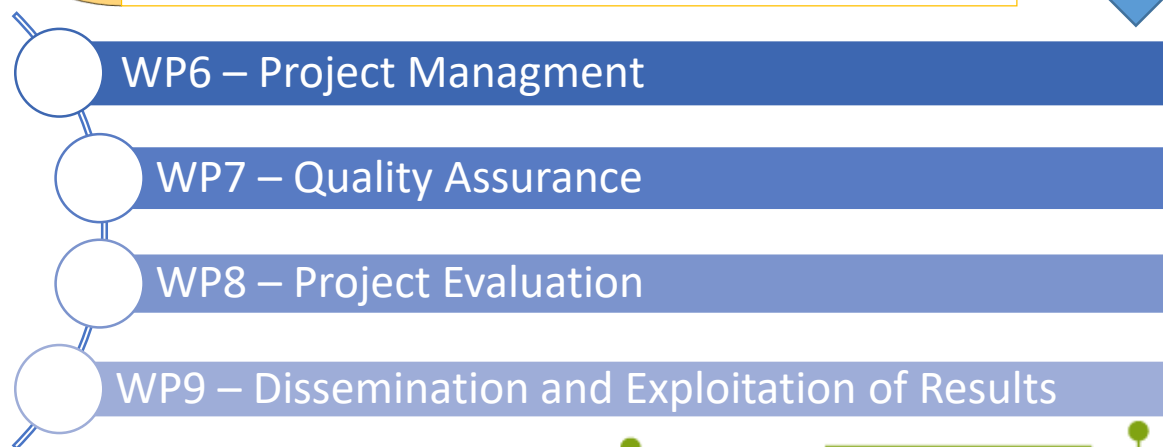 WP6 – Project Managment
WP7 – Quality Assurance
WP8 – Project Evaluation
WP9 – Dissemination and Exploitation of Results